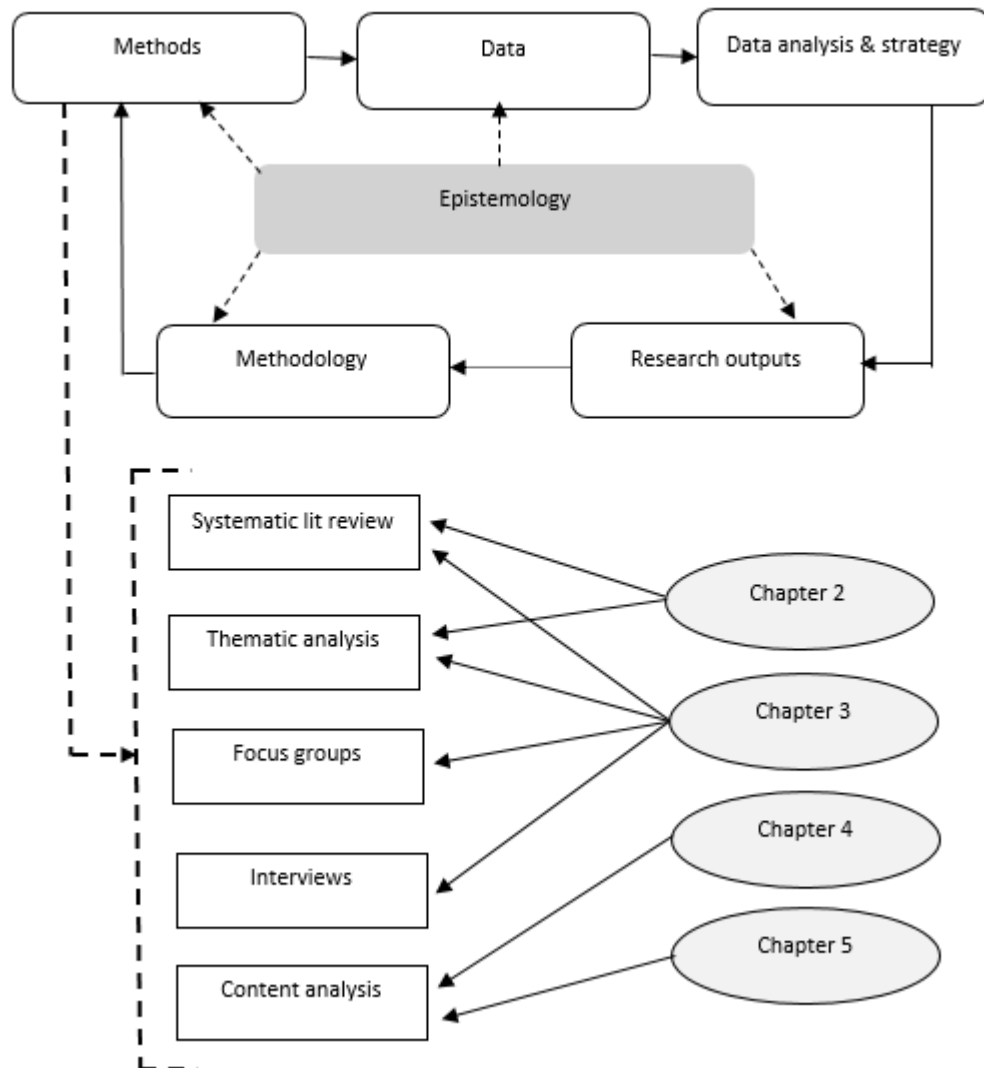 Methods
Data
Data analysis & strategy
Epistemology
Methodology
Research outputs
Systematic lit review
Chapter 2
Thematic analysis
Chapter 3
Focus groups
Chapter 4
Interviews
Chapter 5
Content analysis